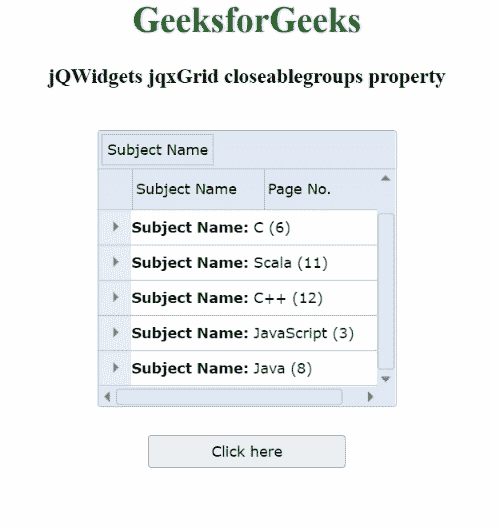 GeeksforGeeks
jQWidgets jqxGrid closeablegroups property
Subject Name
Subject Name Page No.
Subject Name: C (6)
Subject Name: Scala (11)
Subject Name: C++ (12)
Subject Name: JavaScript (3)
Subject Name: Java (8)
Click here